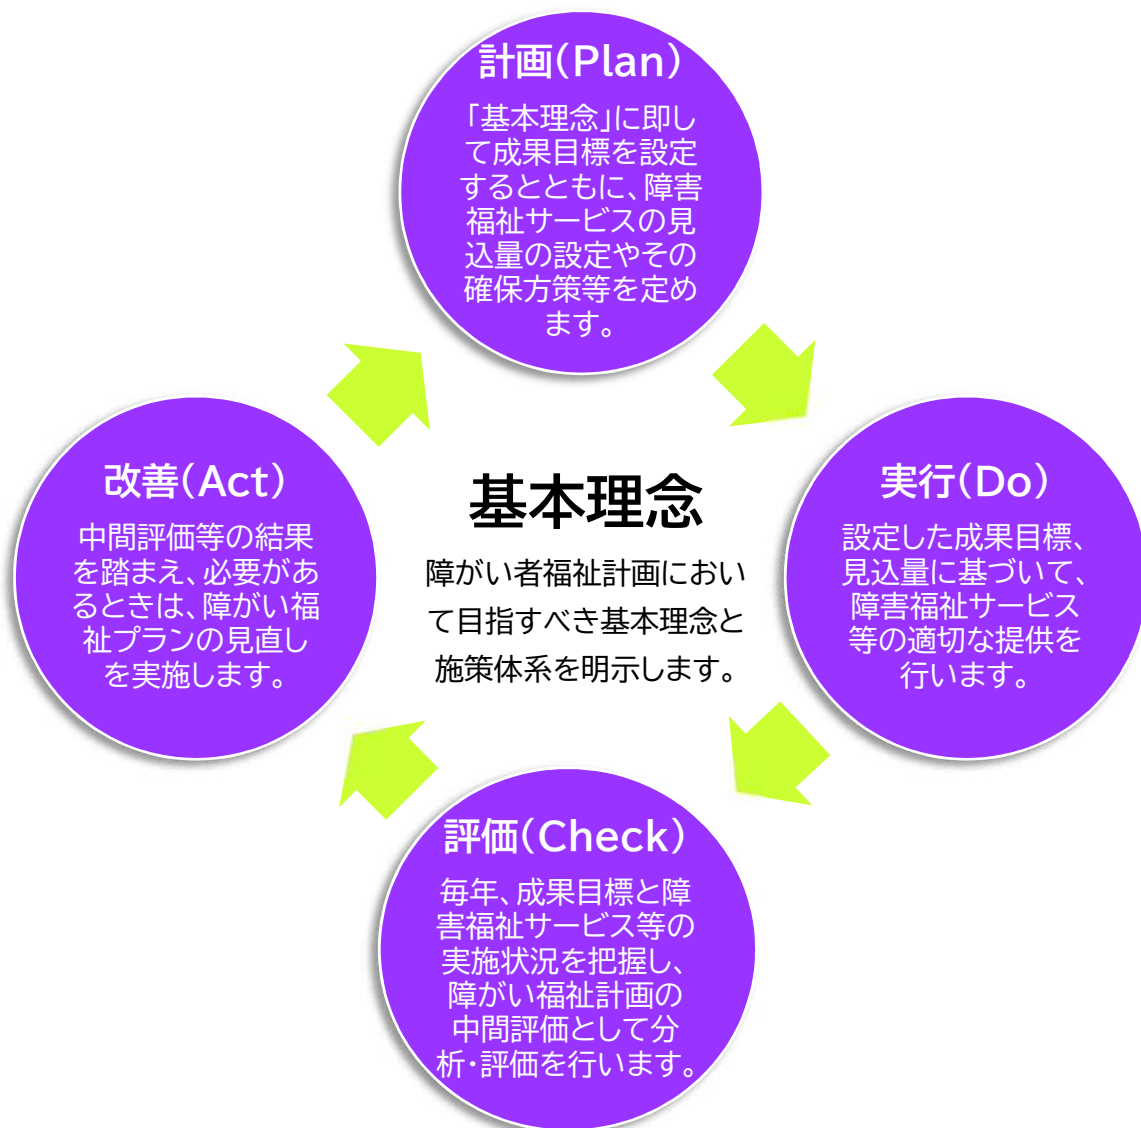 計画(Plan)
「基本理念」に即し
て成果目標を設定
するとともに、障害
福祉サービスの見
込量の設定やその
確保方策等を定め
ます。
改善(Act)
中間評価等の結果
を踏まえ、必要があ
るときは、障がい福
祉プランの見直し
を実施します。
基本理念
障がい者福祉計画におい
て目指すべき基本理念と
施策体系を明示します。
実行(Do)
設定した成果目標、
見込量に基づいて、
障害福祉サービス
等の適切な提供を
行います。
評価(Check)
毎年、成果目標と障
害福祉サービス等の
実施状況を把握し、
障がい福祉計画の
中間評価として分
析・評価を行います。